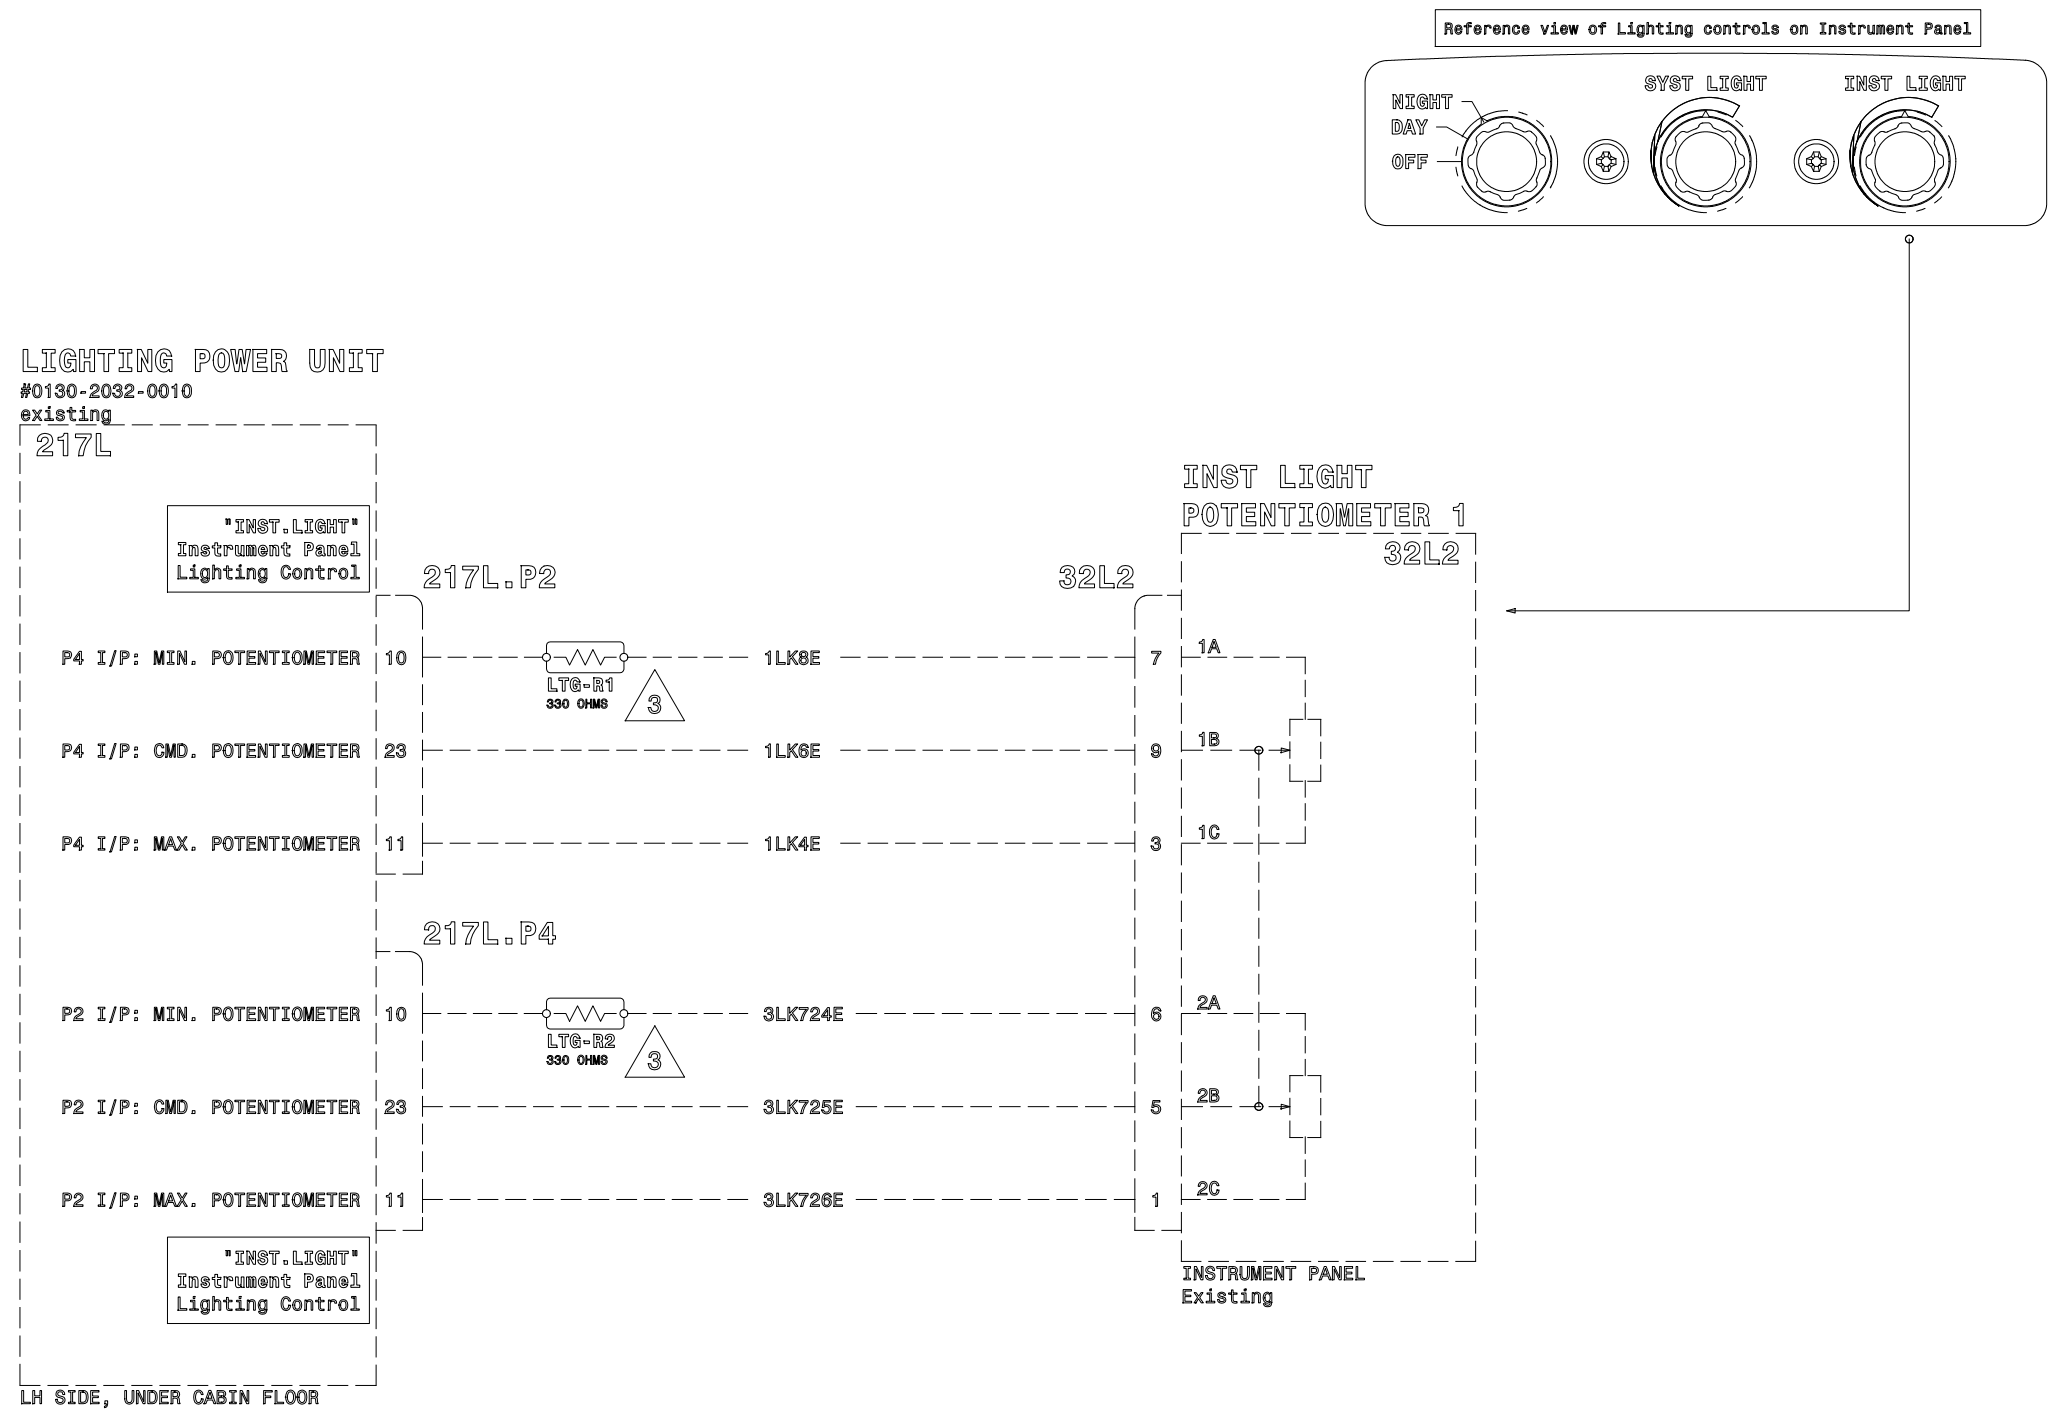 Reference view of Lighting controls on Instrument Panel
SYST LIGHT
INST LIGHT
NIGHT
DAY
OFF
LIGHTING POWER UNIT
#0130-2032-0010
existing
217L
"INST.LIGHT"
Instrument Panel
Lighting Control
217L.P2
P4 I/P: MIN. POTENTIOMETER 10
LTG-R1
330 OHMS
3
1LK8E
P4 I/P: CMD. POTENTIOMETER 23
1LK6E
P4 I/P: MAX. POTENTIOMETER 11
1LK4E
217L.P4
P2 I/P: MIN. POTENTIOMETER 10
LTG-R2
330 OHMS
3
3LK724E
P2 I/P: CMD. POTENTIOMETER 23
3LK725E
P2 I/P: MAX. POTENTIOMETER 11
3LK726E
"INST.LIGHT"
Instrument Panel
Lighting Control
LH SIDE, UNDER CABIN FLOOR
INST LIGHT
POTENTIOMETER 1
32L2
32L2
7 1A
9 1B
3 1C
6 2A
5 2B
1 2C
INSTRUMENT PANEL
Existing